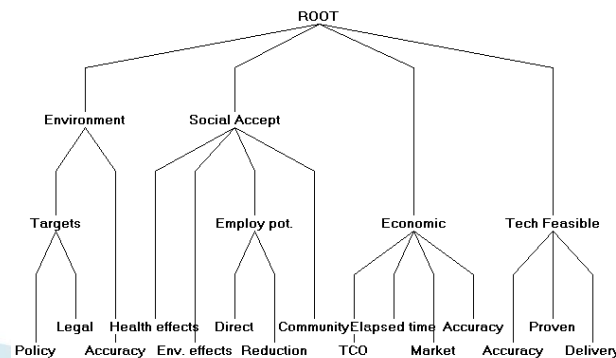 ROOT
Environment Social Accept
Targets Employ pot. Economic Tech Feasible
Legal Health effects Direct Community Elapsed time Accuracy Proven
Policy Accuracy Env. effects Reduction TCO Market Accuracy Delivery